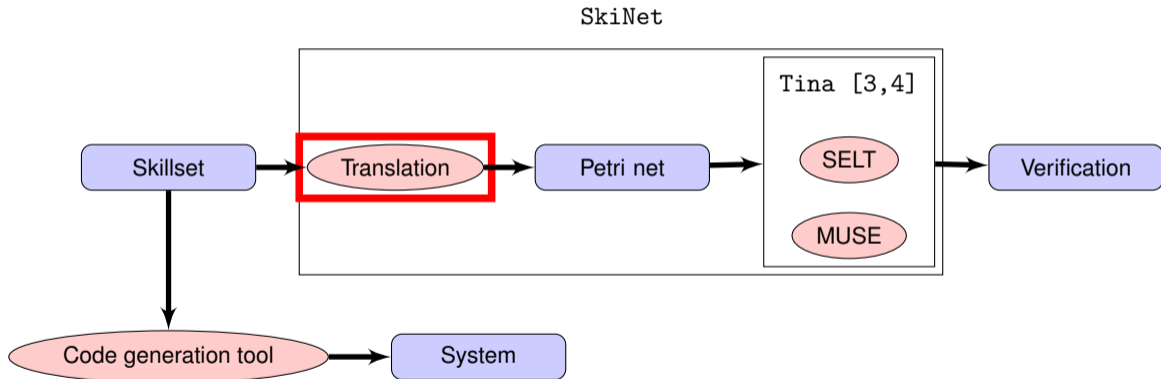 SkiNet
Tina [3,4]
Skillset
Translation
Petri net
SELT
Verification
MUSE
Code generation tool
System